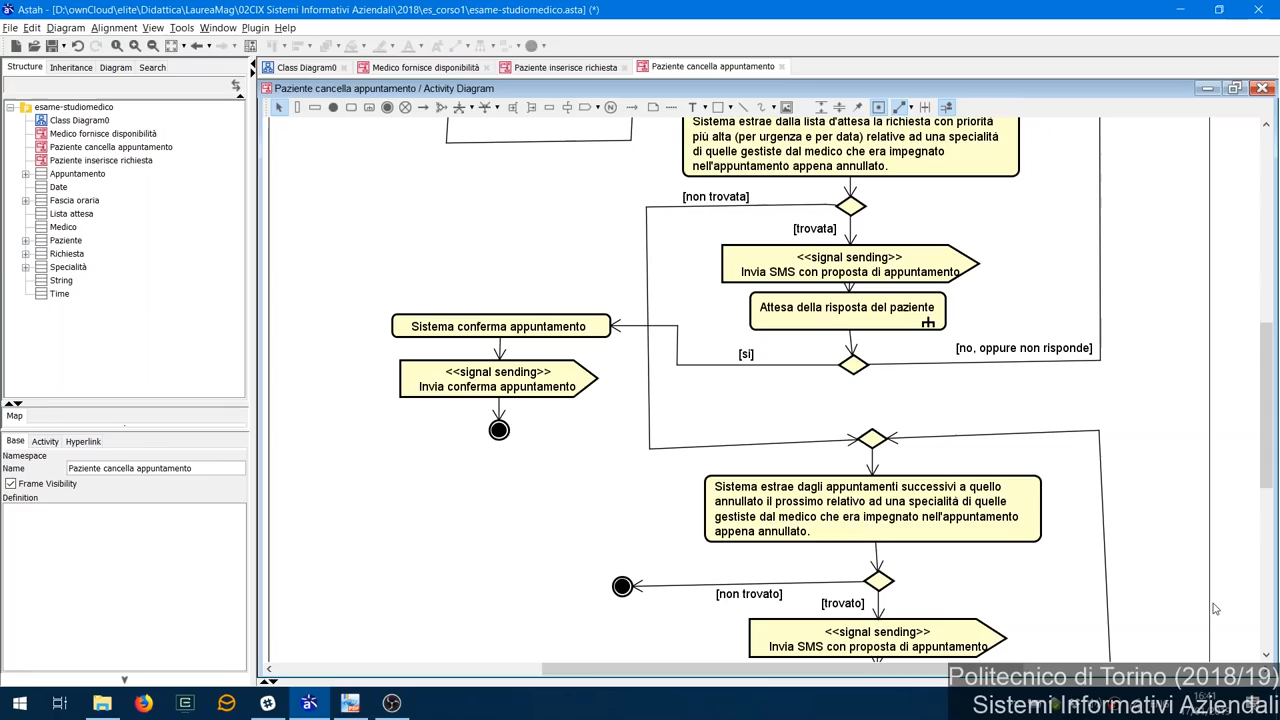 Astah - [D:\ownCloud\elite\Didattica\LaureaMag\02CIX Sistemi Informativi Aziendali\2018\es_corso1\esame-studiomedico.asta] (*)
File Edit Diagram Alignment View Tools Window Plugin Help
Structure Inheritance Diagram Search
Class Diagram0 Medico fornisce disponibilità Paziente inserisce richiesta Paziente cancella appuntamento
Paziente cancella appuntamento / Activity Diagram
esame-studiomedico
Class Diagram0
Medico fornisce disponibilità
Paziente cancella appuntamento
Paziente inserisce richiesta
Appuntamento
Date
Fascia oraria
Lista attesa
Medico
Paziente
Richiesta
Specialità
String
Time
Map
Base Activity Hyperlink
Namespace
Name Paziente cancella appuntamento
Frame Visibility
Definition
Sistema estrae dalla lista d'attesa la richiesta con priorità
più alta (per urgenza e per data) relative ad una specialità
di quelle gestiste dal medico che era impegnato
nell'appuntamento appena annullato.
[non trovata]
[trovata]
<<signal sending>>
Invia SMS con proposta di appuntamento
Attesa della risposta del paziente
Sistema conferma appuntamento
[si]
[no, oppure non risponde]
<<signal sending>>
Invia conferma appuntamento
Sistema estrae dagli appuntamenti successivi a quello
annullato il prossimo relativo ad una specialità di quelle
gestiste dal medico che era impegnato nell'appuntamento
appena annullato.
[non trovato]
[trovato]
<<signal sending>>
Invia SMS con proposta di appuntamento
Politecnico di Torino (2018/19)
Sistemi Informativi Aziendali
16:41